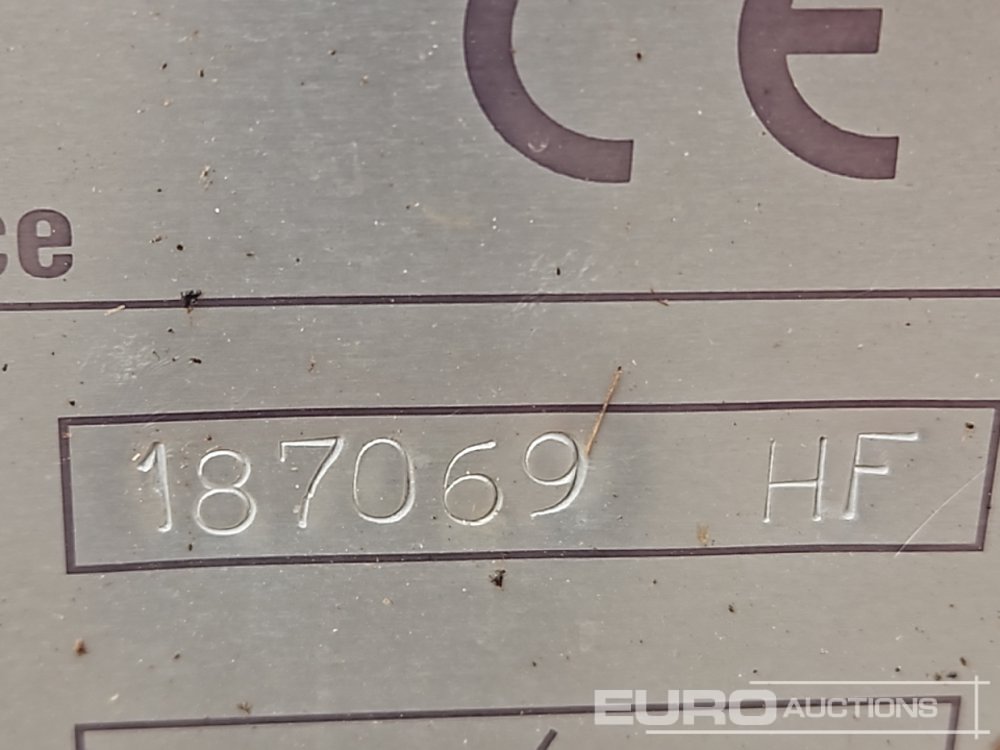 CE
ce
187069 HF
EURO AUCTIONS